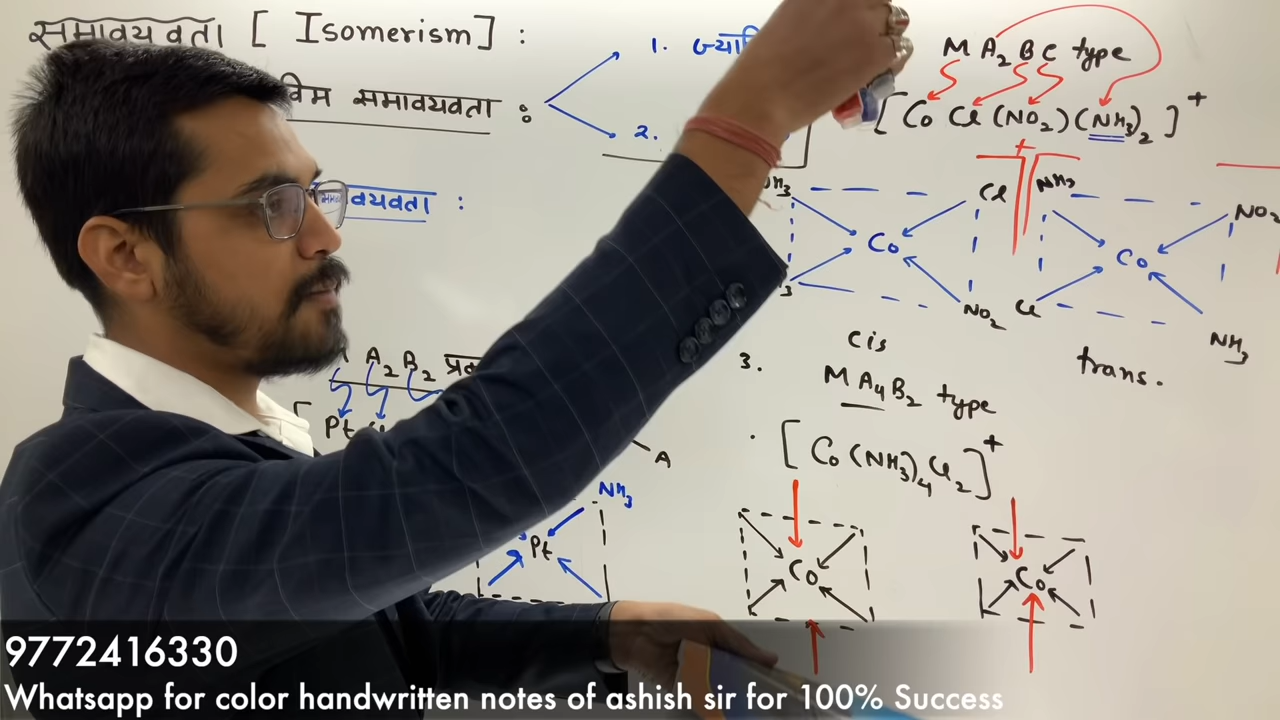 समावयवता [ Isomerism ] :
विम समावयवता :
1. ज्या
2.
वयवता :
A₂ B₂ प्रक
Pt
A
NH₃
Pt
M A₂ B C type
[ Co Cl (NO₂) (NH₃)₂ ]⁺
Cl
Co
NO₂
cis
NH₃
NO₂
Co
Cl
NH₃
trans.
3. M A₄ B₂ type
[ Co (NH₃)₄ Cl₂ ]⁺
Co
Co
9772416330
Whatsapp for color handwritten notes of ashish sir for 100% Success